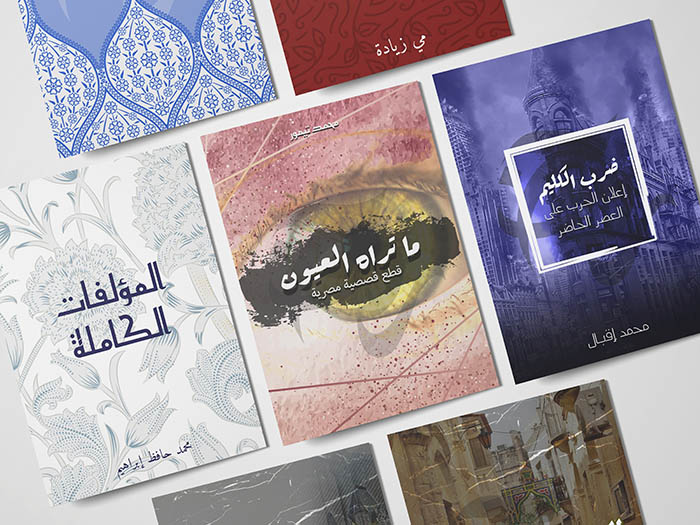 مي زيادة
ضرب الكليم
إعلان الحرب على
العصر الحاضر
محمد إقبال
محمد تيمور
ما تراه العيون
قطع قصصية مصرية
المؤلفات
الكاملة
محمد حافظ إبراهيم